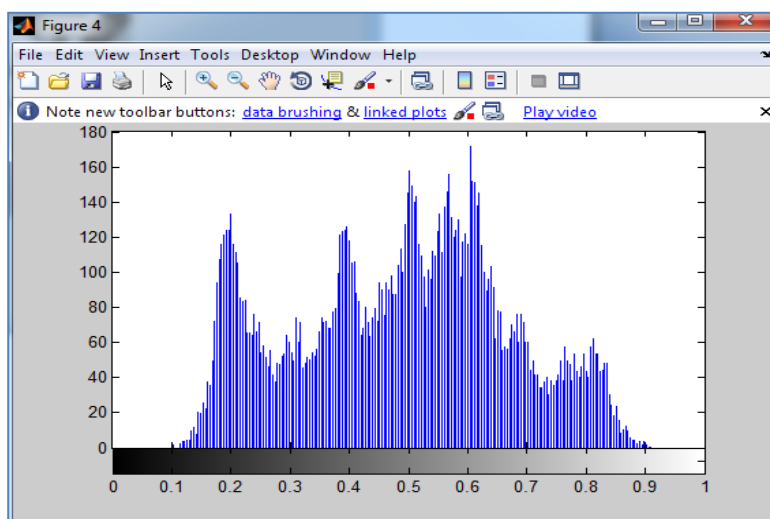 Figure 4
File Edit View Insert Tools Desktop Window Help
Note new toolbar buttons: data brushing & linked plots Play video
180
160
140
120
100
80
60
40
20
0
0 0.1 0.2 0.3 0.4 0.5 0.6 0.7 0.8 0.9 1